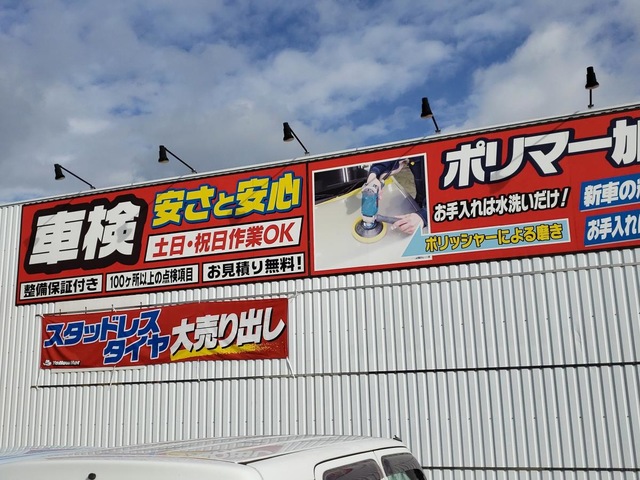 車検
安さと安心
土日・祝日作業OK
整備保証付き
100ヶ所以上の点検項目
お見積り無料!
ポリマー加
お手入れは水洗いだけ!
ポリッシャーによる磨き
新車の
お手入れ
スタッドレス
タイヤ
大売り出し